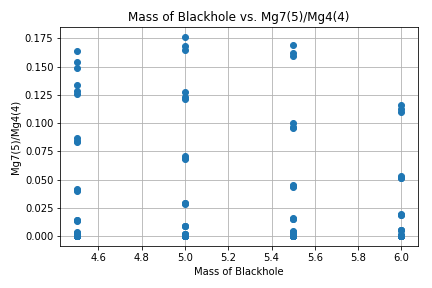 Mass of Blackhole vs. Mg7(5)/Mg4(4)
Mg7(5)/Mg4(4)
0.175
0.150
0.125
0.100
0.075
0.050
0.025
0.000
4.6 4.8 5.0 5.2 5.4 5.6 5.8 6.0
Mass of Blackhole